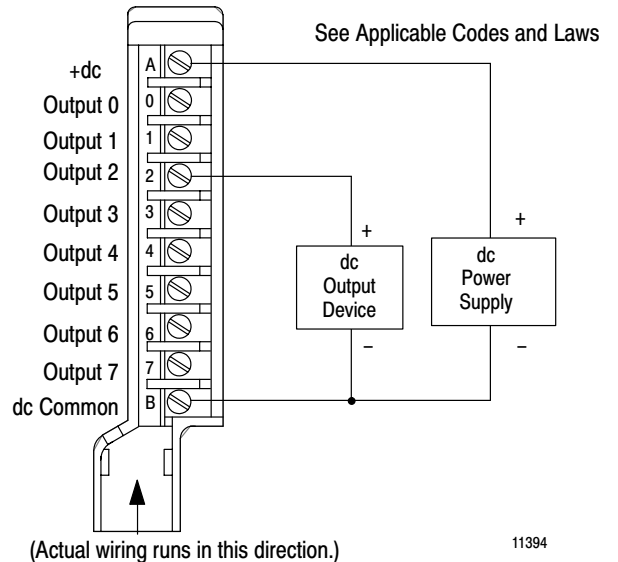 See Applicable Codes and Laws
+dc A
Output 0 0
Output 1 1
Output 2 2
Output 3 3
Output 4 4
Output 5 5
Output 6 6
Output 7 7
dc Common B
+
dc
Output
Device
–
+
dc
Power
Supply
–
(Actual wiring runs in this direction.)
11394